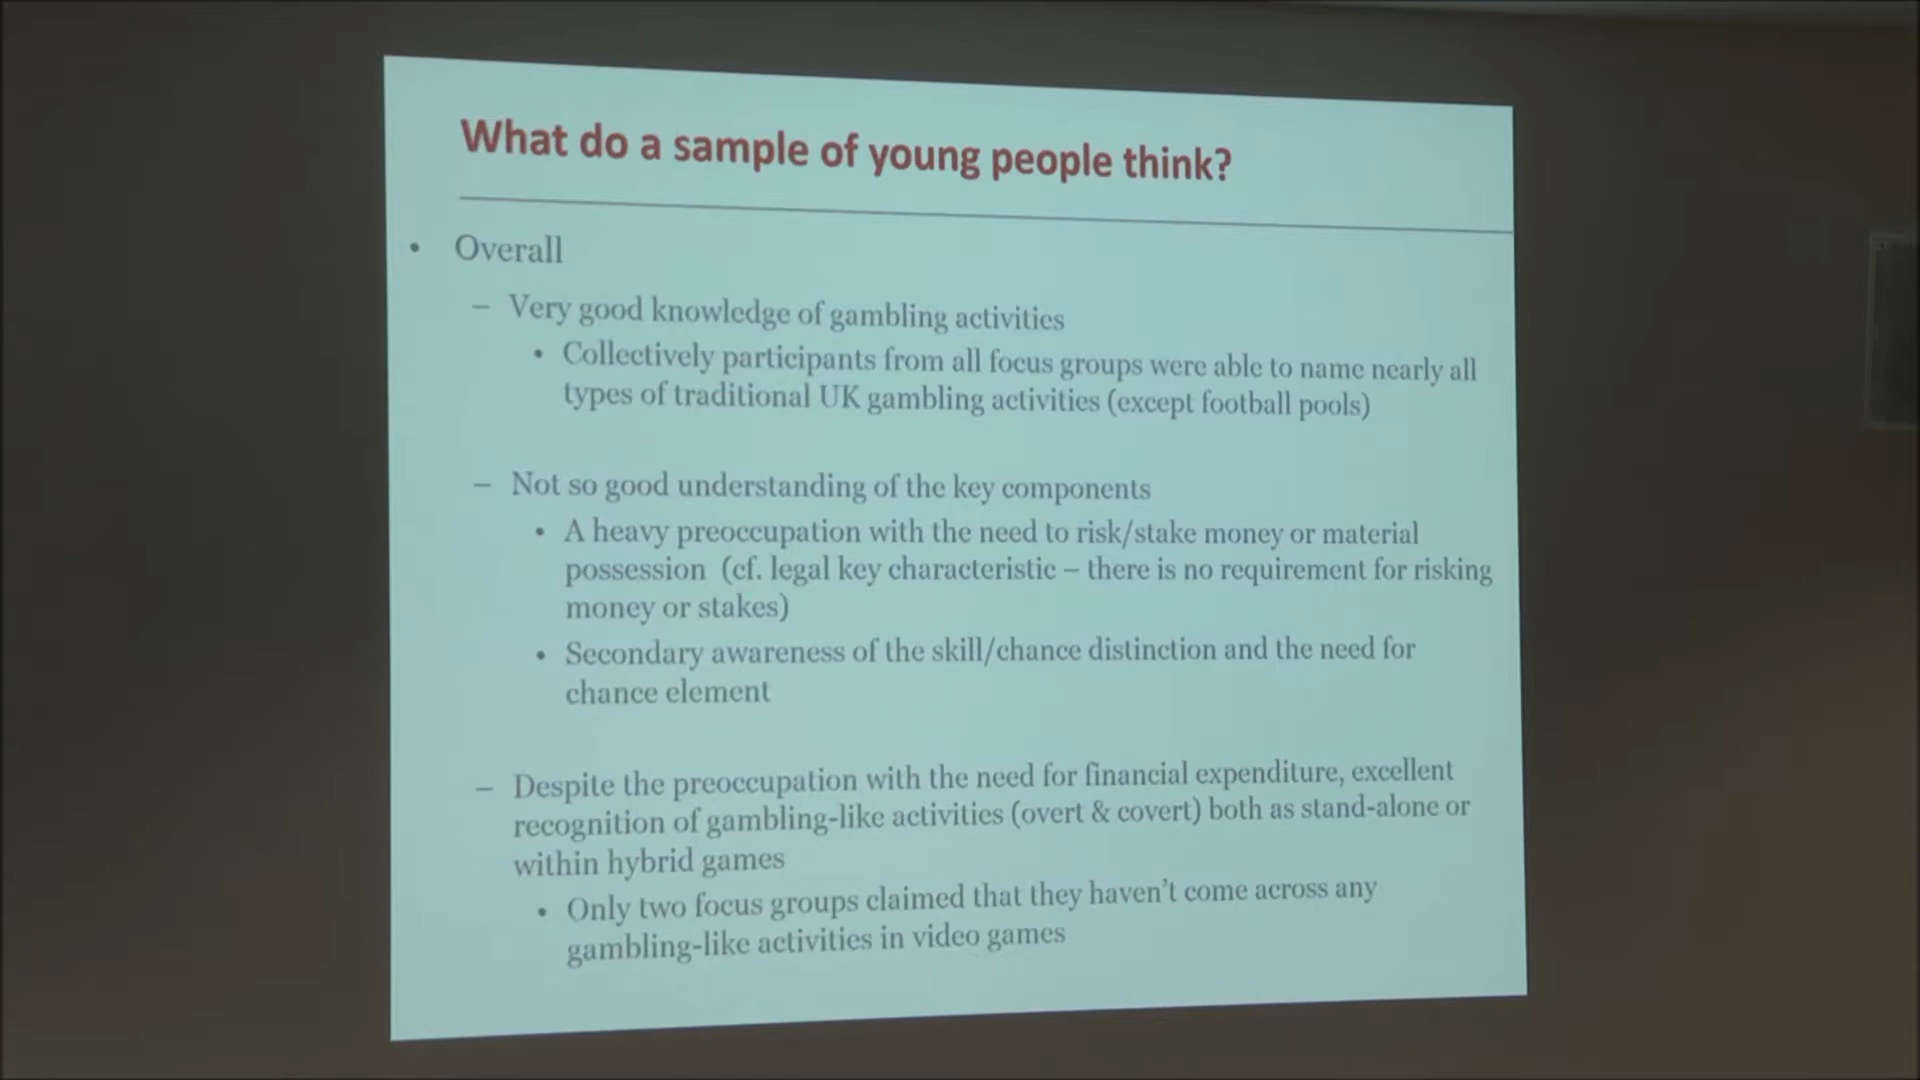 What do a sample of young people think?
• Overall
– Very good knowledge of gambling activities
• Collectively participants from all focus groups were able to name nearly all
types of traditional UK gambling activities (except football pools)
– Not so good understanding of the key components
• A heavy preoccupation with the need to risk/stake money or material
possession (cf. legal key characteristic – there is no requirement for risking
money or stakes)
• Secondary awareness of the skill/chance distinction and the need for
chance element
– Despite the preoccupation with the need for financial expenditure, excellent
recognition of gambling-like activities (overt & covert) both as stand-alone or
within hybrid games
• Only two focus groups claimed that they haven't come across any
gambling-like activities in video games